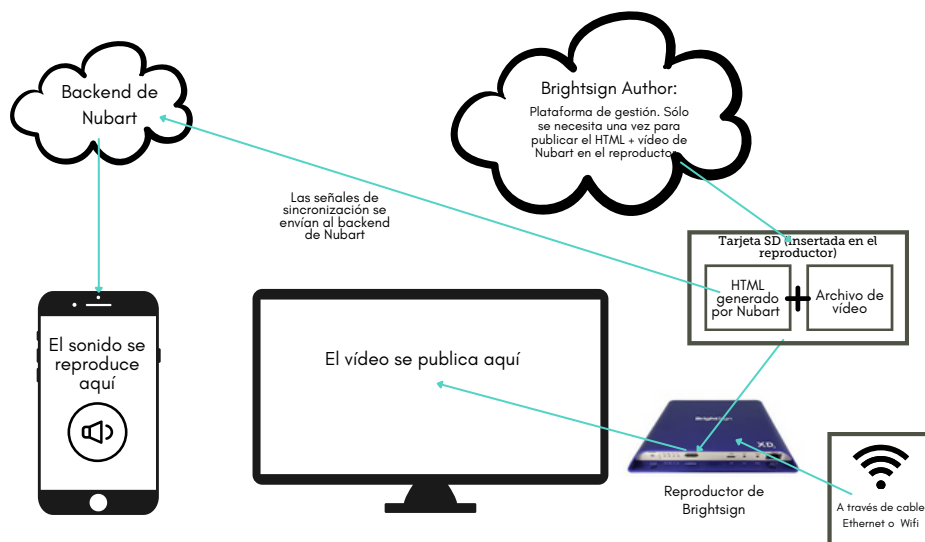 Backend de
Nubart
Brightsign Author:
Plataforma de gestión. Sólo
se necesita una vez para
publicar el HTML + vídeo de
Nubart en el reproductor.
Las señales de
sincronización se
envían al backend
de Nubart
Tarjeta SD (insertada en el
reproductor)
HTML
generado
por Nubart
+
Archivo de
vídeo
El sonido se
reproduce
aquí
El vídeo se publica aquí
BrightSign
XD
Reproductor de
Brightsign
A través de cable
Ethernet o Wifi